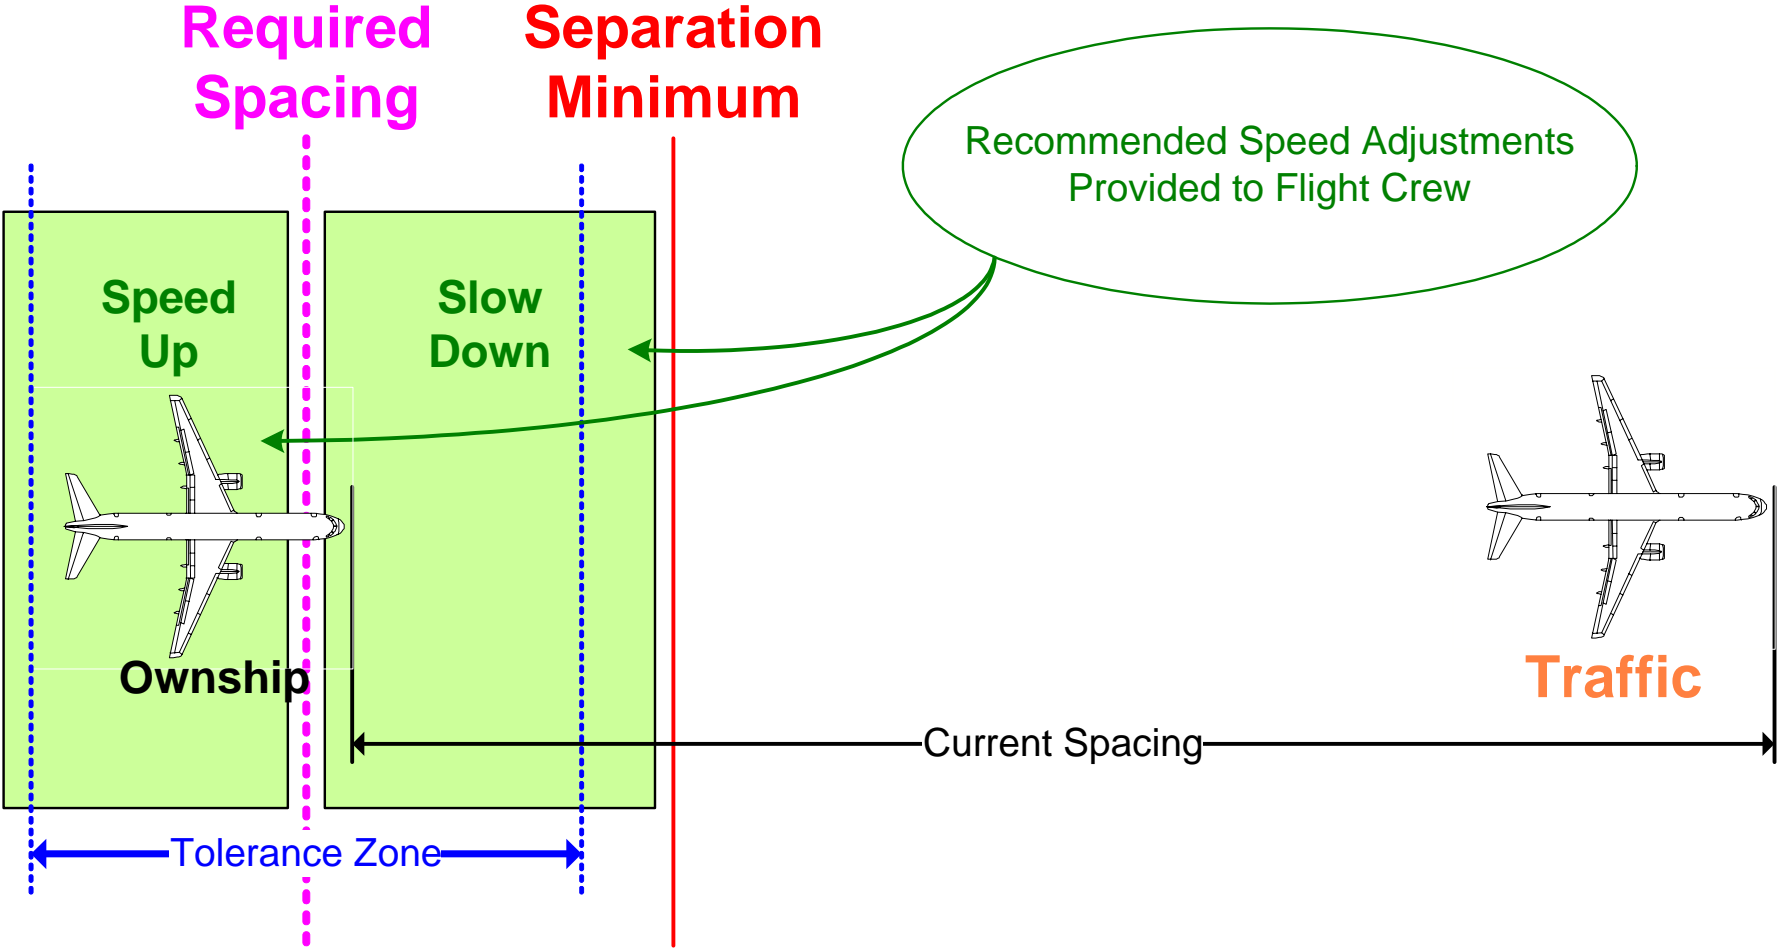 Required
Spacing
Separation
Minimum
Recommended Speed Adjustments
Provided to Flight Crew
Speed
Up
Slow
Down
Ownship
Traffic
Current Spacing
Tolerance Zone